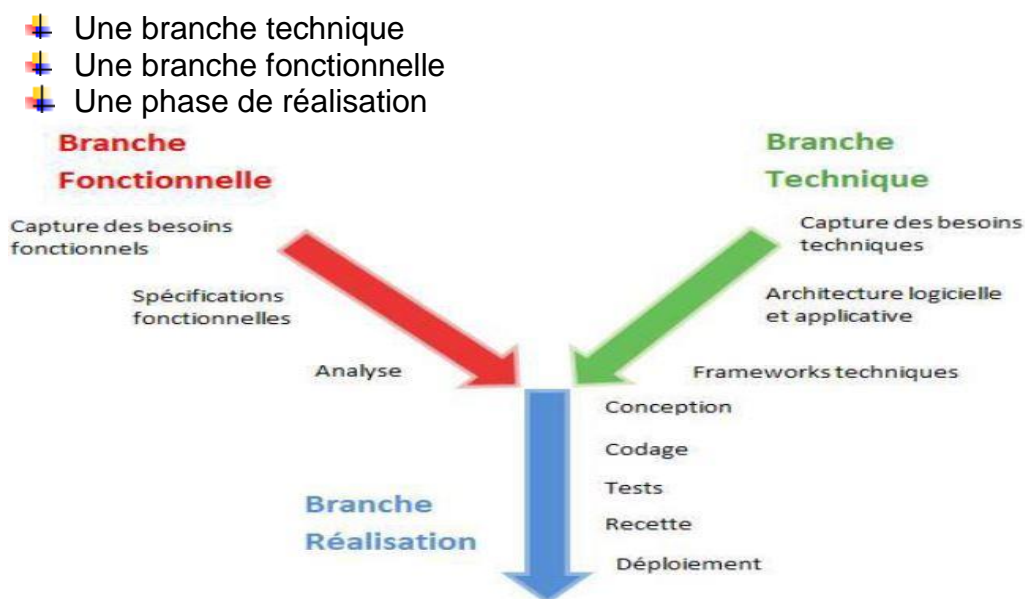 Une branche technique
Une branche fonctionnelle
Une phase de réalisation
Branche
Fonctionnelle
Branche
Technique
Capture des besoins
fonctionnels
Capture des besoins
techniques
Spécifications
fonctionnelles
Architecture logicielle
et applicative
Analyse
Frameworks techniques
Conception
Codage
Tests
Branche
Réalisation
Recette
Déploiement